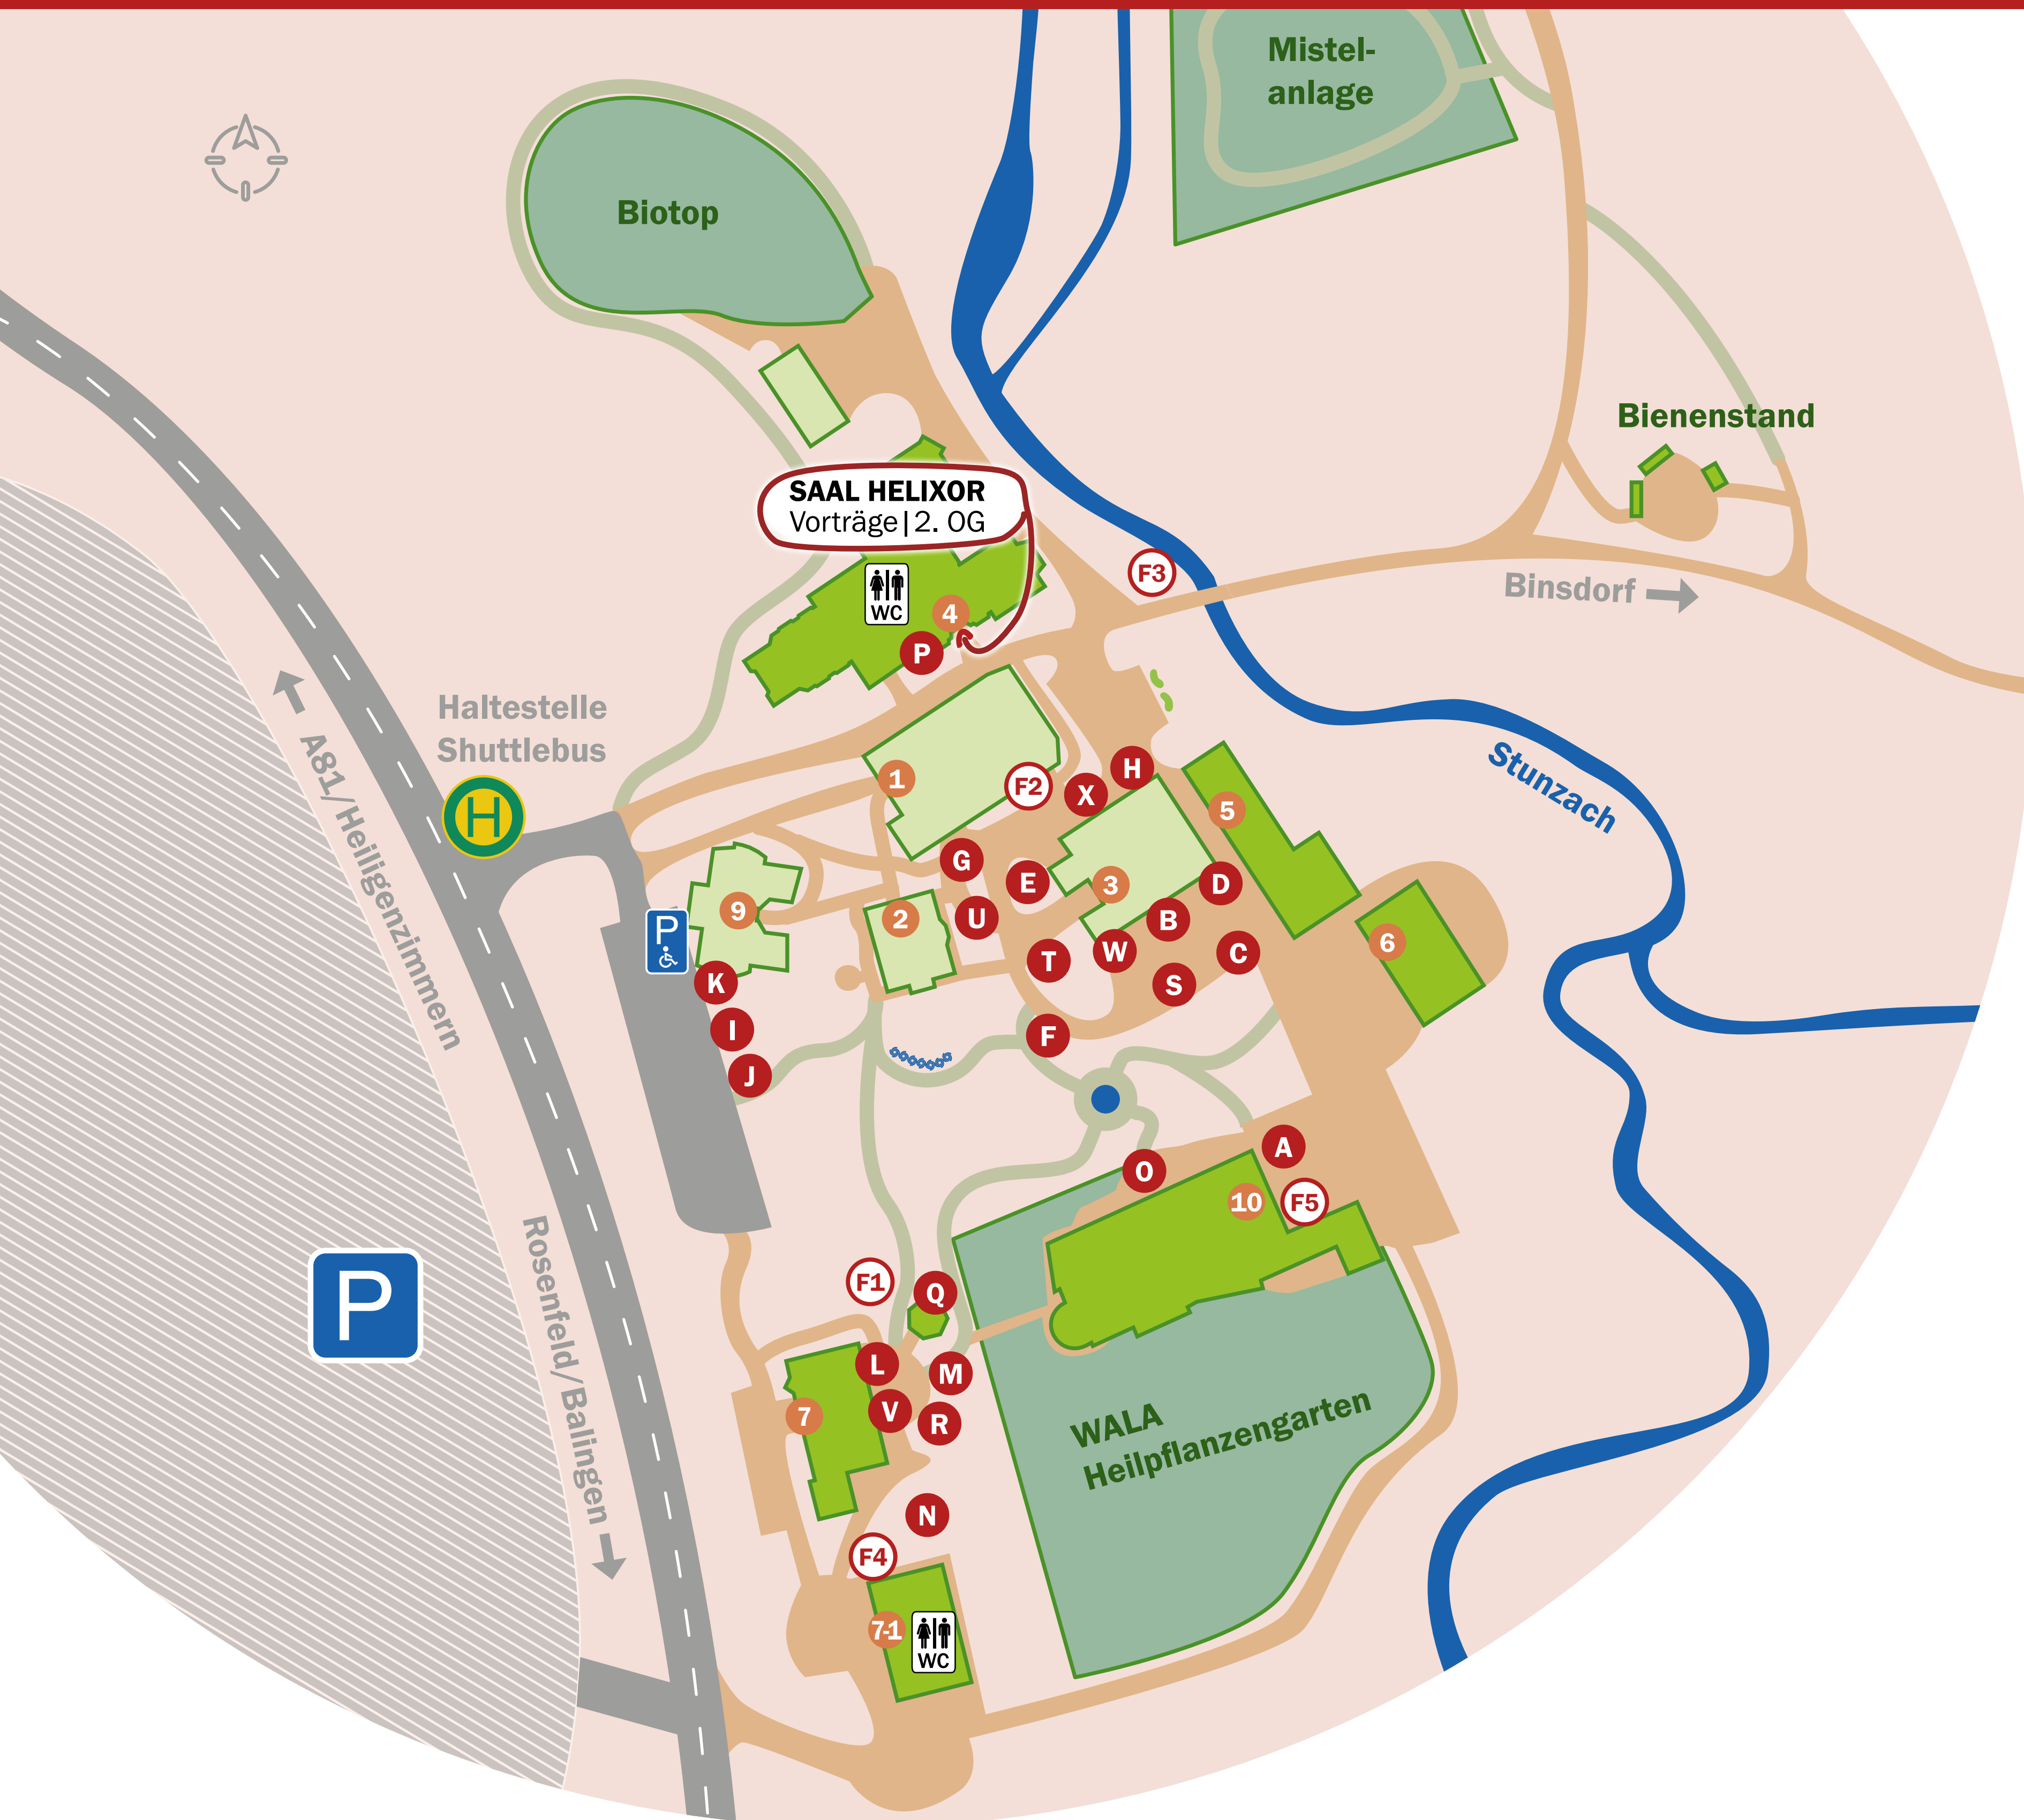 Mistel-
anlage
Biotop
Bienenstand
SAAL HELIXOR
Vorträge|2. OG
F3
WC
4
P
Binsdorf
Haltestelle
Shuttlebus
H
A81/Heiligenzimmern
Stunzach
1
F2
X
H
5
G
E
3
D
9
2
U
B
6
P
T
W
C
K
S
I
F
J
A
O
10
F5
Rosenfeld/Balingen
P
F1
Q
L
M
7
V
R
WALA
Heilpflanzengarten
N
F4
7-1
WC